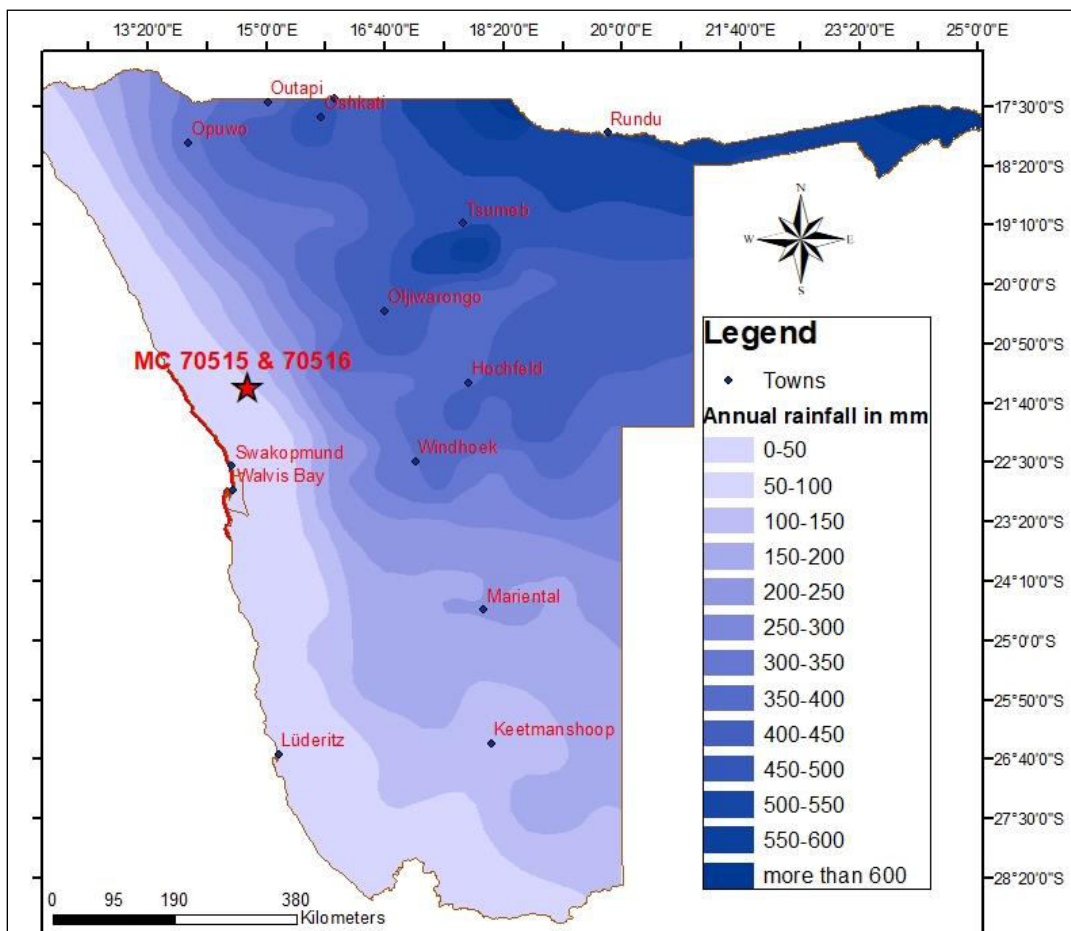 13°20'0"E 15°0'0"E 16°40'0"E 18°20'0"E 20°0'0"E 21°40'0"E 23°20'0"E 25°0'0"E
Outapi
Oshkati
Opuwo
Rundu
Tsumeb
Oljiwarongo
MC 70515 & 70516
Hochfeld
Swakopmund
Walvis Bay
Windhoek
Mariental
Lüderitz
Keetmanshoop
17°30'0"S
18°20'0"S
19°10'0"S
20°0'0"S
20°50'0"S
21°40'0"S
22°30'0"S
23°20'0"S
24°10'0"S
25°0'0"S
25°50'0"S
26°40'0"S
27°30'0"S
28°20'0"S
N
W E
S
Legend
Towns
Annual rainfall in mm
0-50
50-100
100-150
150-200
200-250
250-300
300-350
350-400
400-450
450-500
500-550
550-600
more than 600
0 95 190 380
Kilometers